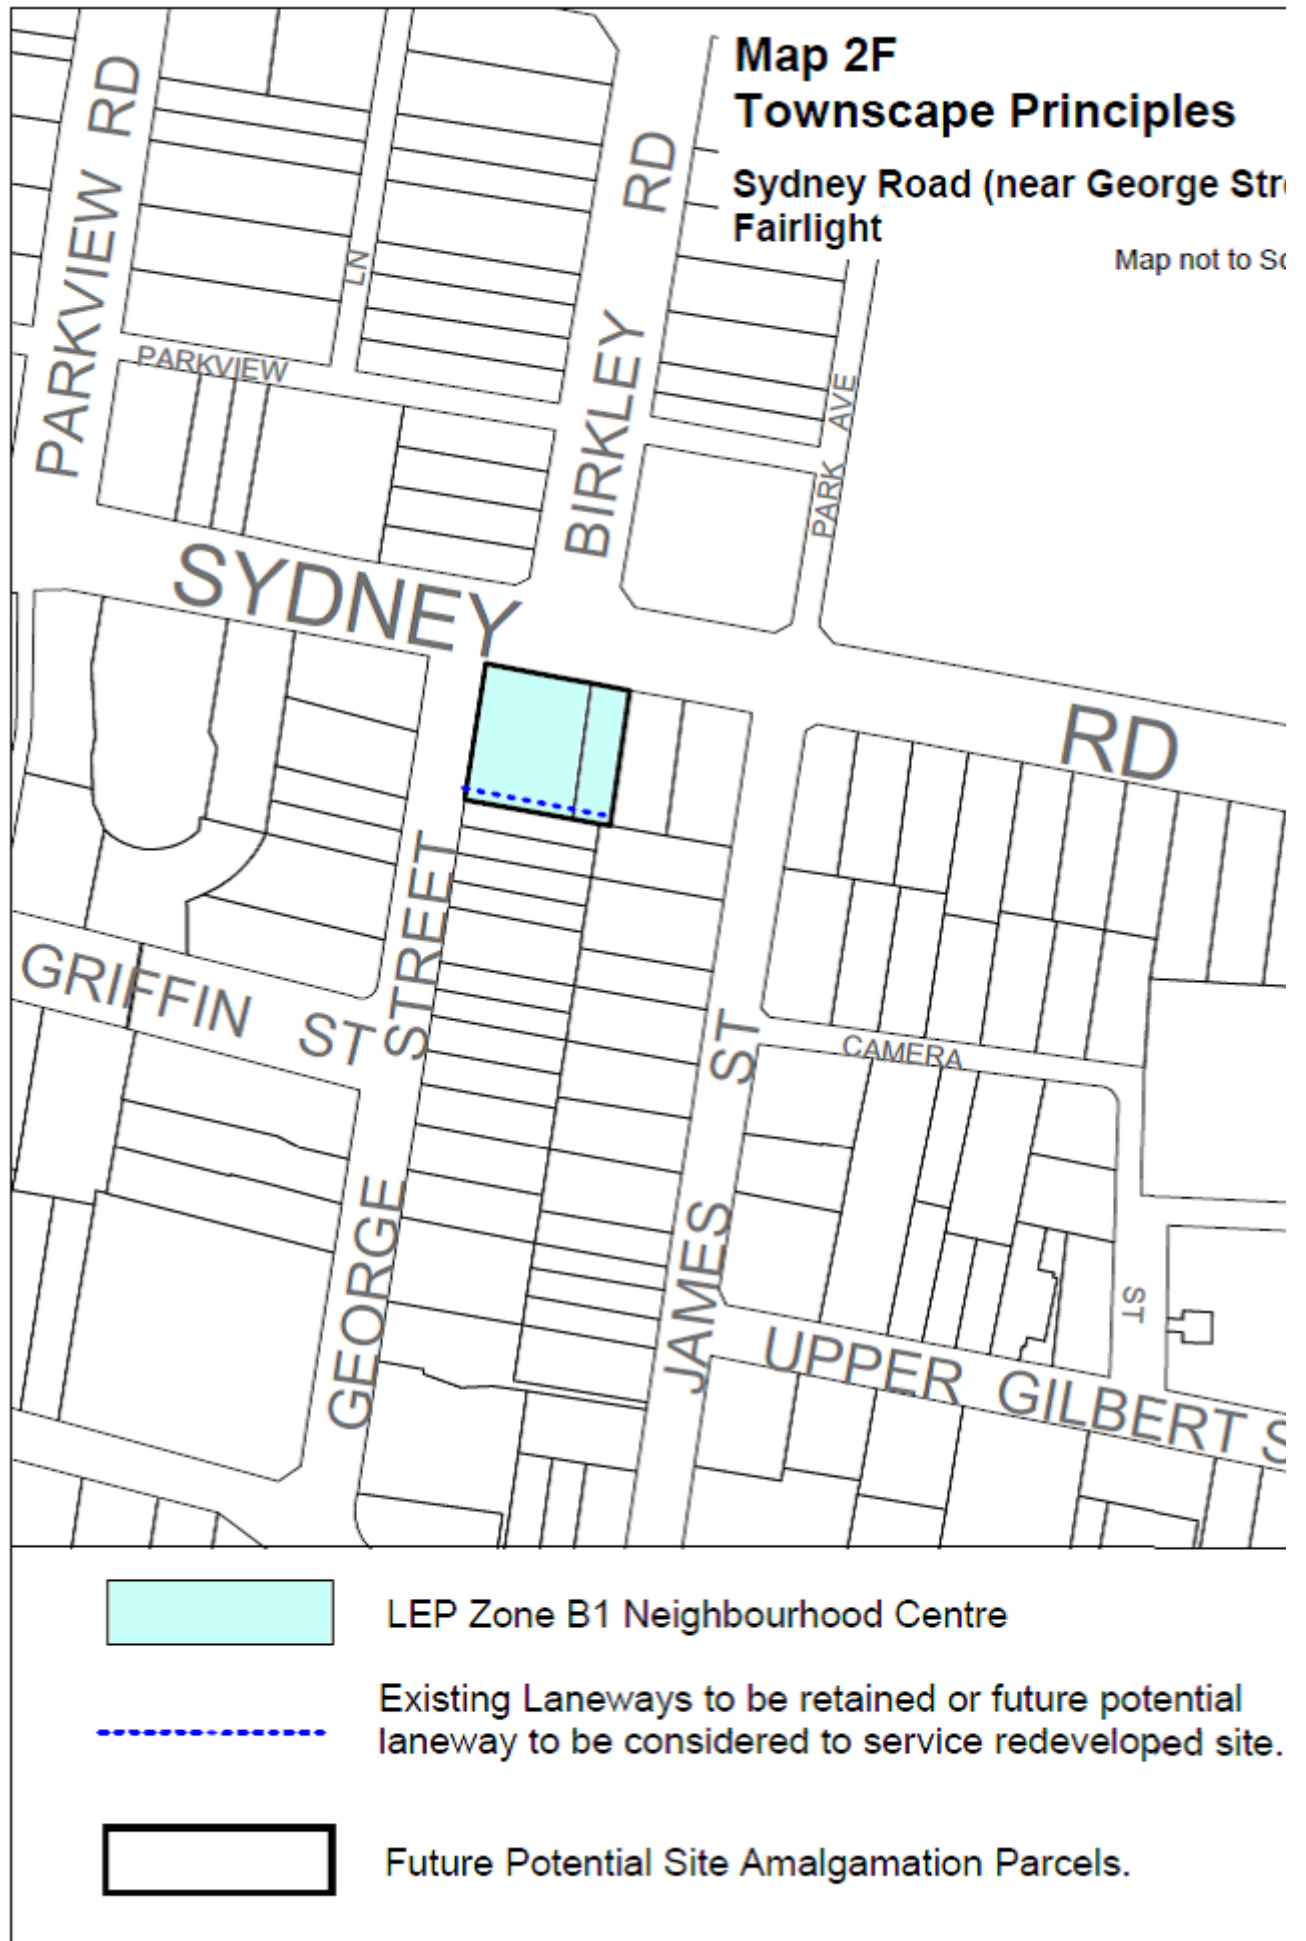 Map 2F
Townscape Principles
Sydney Road (near George Str
Fairlight
Map not to Sc
PARKVIEW RD
LN
BIRKLEY RD
PARKVIEW
PARK AVE
SYDNEY RD
GRIFFIN ST
GEORGE STREET
JAMES ST
CAMERA ST
UPPER GILBERT S
LEP Zone B1 Neighbourhood Centre
Existing Laneways to be retained or future potential
laneway to be considered to service redeveloped site.
Future Potential Site Amalgamation Parcels.